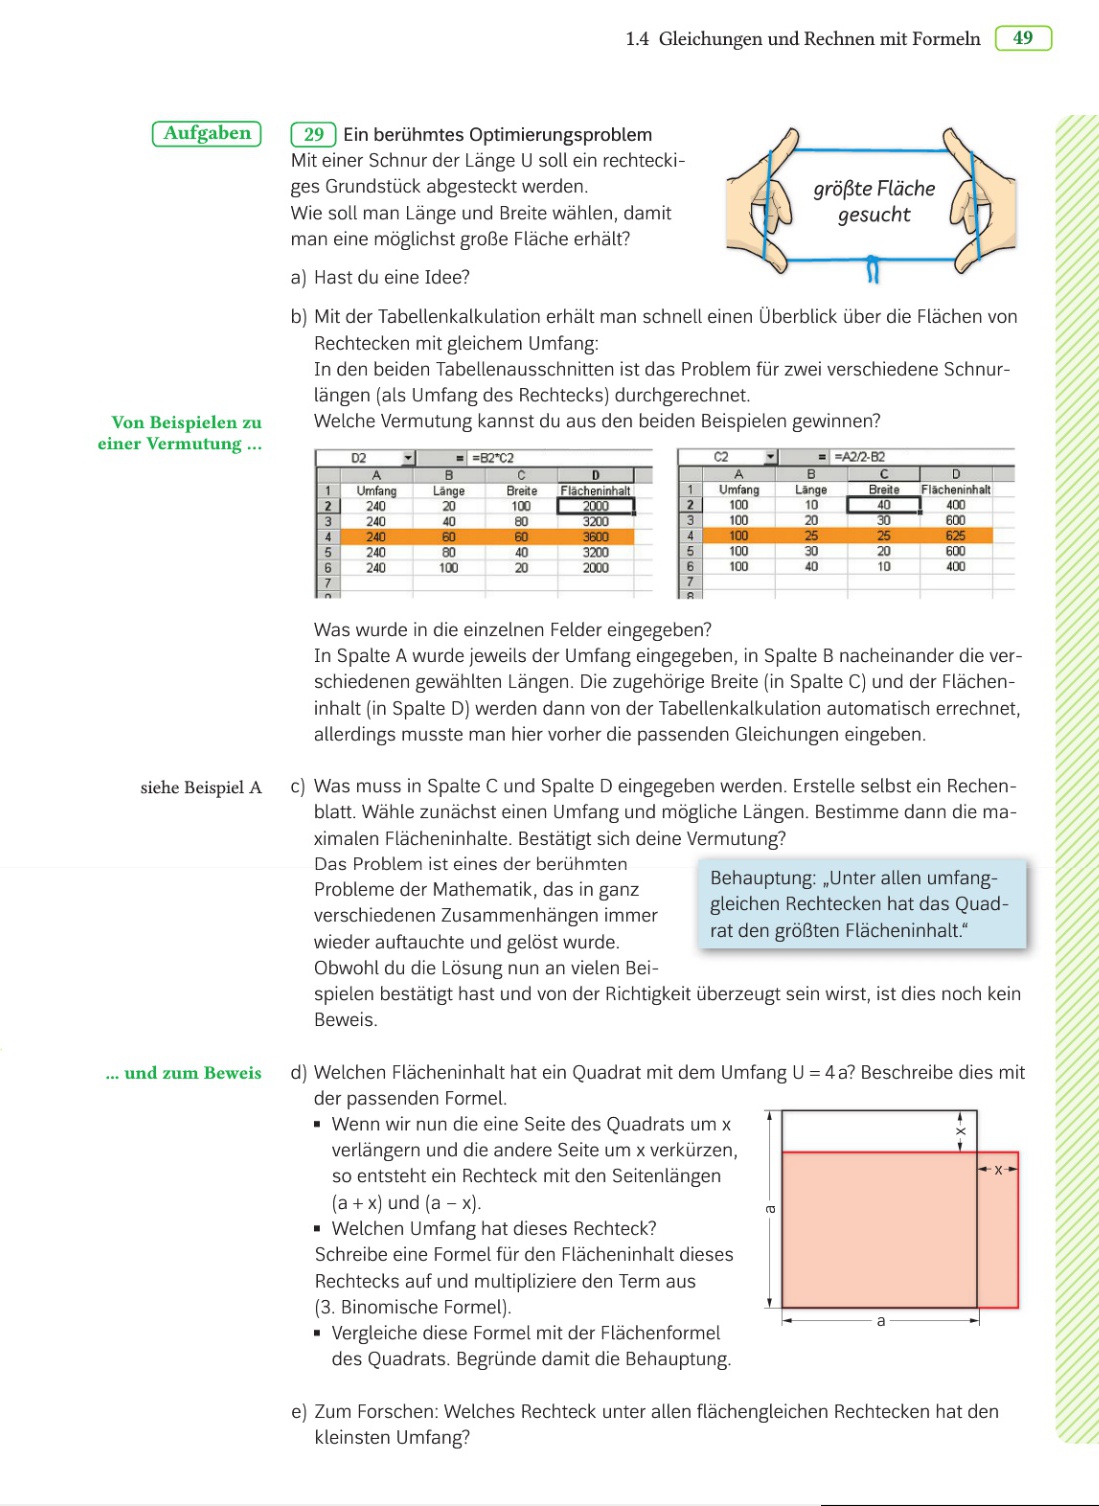 1.4 Gleichungen und Rechnen mit Formeln 49
Aufgaben
29 Ein berühmtes Optimierungsproblem
Mit einer Schnur der Länge U soll ein rechtecki-
ges Grundstück abgesteckt werden.
Wie soll man Länge und Breite wählen, damit
man eine möglichst große Fläche erhält?
größte Fläche
gesucht
a) Hast du eine Idee?
b) Mit der Tabellenkalkulation erhält man schnell einen Überblick über die Flächen von
Rechtecken mit gleichem Umfang:
In den beiden Tabellenausschnitten ist das Problem für zwei verschiedene Schnur-
längen (als Umfang des Rechtecks) durchgerechnet.
Von Beispielen zu
einer Vermutung ...
Welche Vermutung kannst du aus den beiden Beispielen gewinnen?
D2 = =B2*C2
A B C D
1 Umfang Länge Breite Flächeninhalt
2 240 20 100 2000
3 240 40 80 3200
4 240 60 60 3600
5 240 80 40 3200
6 240 100 20 2000
7
C2 = =A2/2-B2
A B C D
1 Umfang Länge Breite Flächeninhalt
2 100 10 40 400
3 100 20 30 600
4 100 25 25 625
5 100 30 20 600
6 100 40 10 400
7
8
Was wurde in die einzelnen Felder eingegeben?
In Spalte A wurde jeweils der Umfang eingegeben, in Spalte B nacheinander die ver-
schiedenen gewählten Längen. Die zugehörige Breite (in Spalte C) und der Flächen-
inhalt (in Spalte D) werden dann von der Tabellenkalkulation automatisch errechnet,
allerdings musste man hier vorher die passenden Gleichungen eingeben.
siehe Beispiel A
c) Was muss in Spalte C und Spalte D eingegeben werden. Erstelle selbst ein Rechen-
blatt. Wähle zunächst einen Umfang und mögliche Längen. Bestimme dann die ma-
ximalen Flächeninhalte. Bestätigt sich deine Vermutung?
Das Problem ist eines der berühmten
Probleme der Mathematik, das in ganz
verschiedenen Zusammenhängen immer
wieder auftauchte und gelöst wurde.
Obwohl du die Lösung nun an vielen Bei-
spielen bestätigt hast und von der Richtigkeit überzeugt sein wirst, ist dies noch kein
Beweis.
Behauptung: „Unter allen umfang-
gleichen Rechtecken hat das Quad-
rat den größten Flächeninhalt.“
... und zum Beweis
d) Welchen Flächeninhalt hat ein Quadrat mit dem Umfang U = 4 a? Beschreibe dies mit
der passenden Formel.
▪ Wenn wir nun die eine Seite des Quadrats um x
verlängern und die andere Seite um x verkürzen,
so entsteht ein Rechteck mit den Seitenlängen
(a + x) und (a – x).
▪ Welchen Umfang hat dieses Rechteck?
Schreibe eine Formel für den Flächeninhalt dieses
Rechtecks auf und multipliziere den Term aus
(3. Binomische Formel).
▪ Vergleiche diese Formel mit der Flächenformel
des Quadrats. Begründe damit die Behauptung.
x
x
a
a
e) Zum Forschen: Welches Rechteck unter allen flächengleichen Rechtecken hat den
kleinsten Umfang?